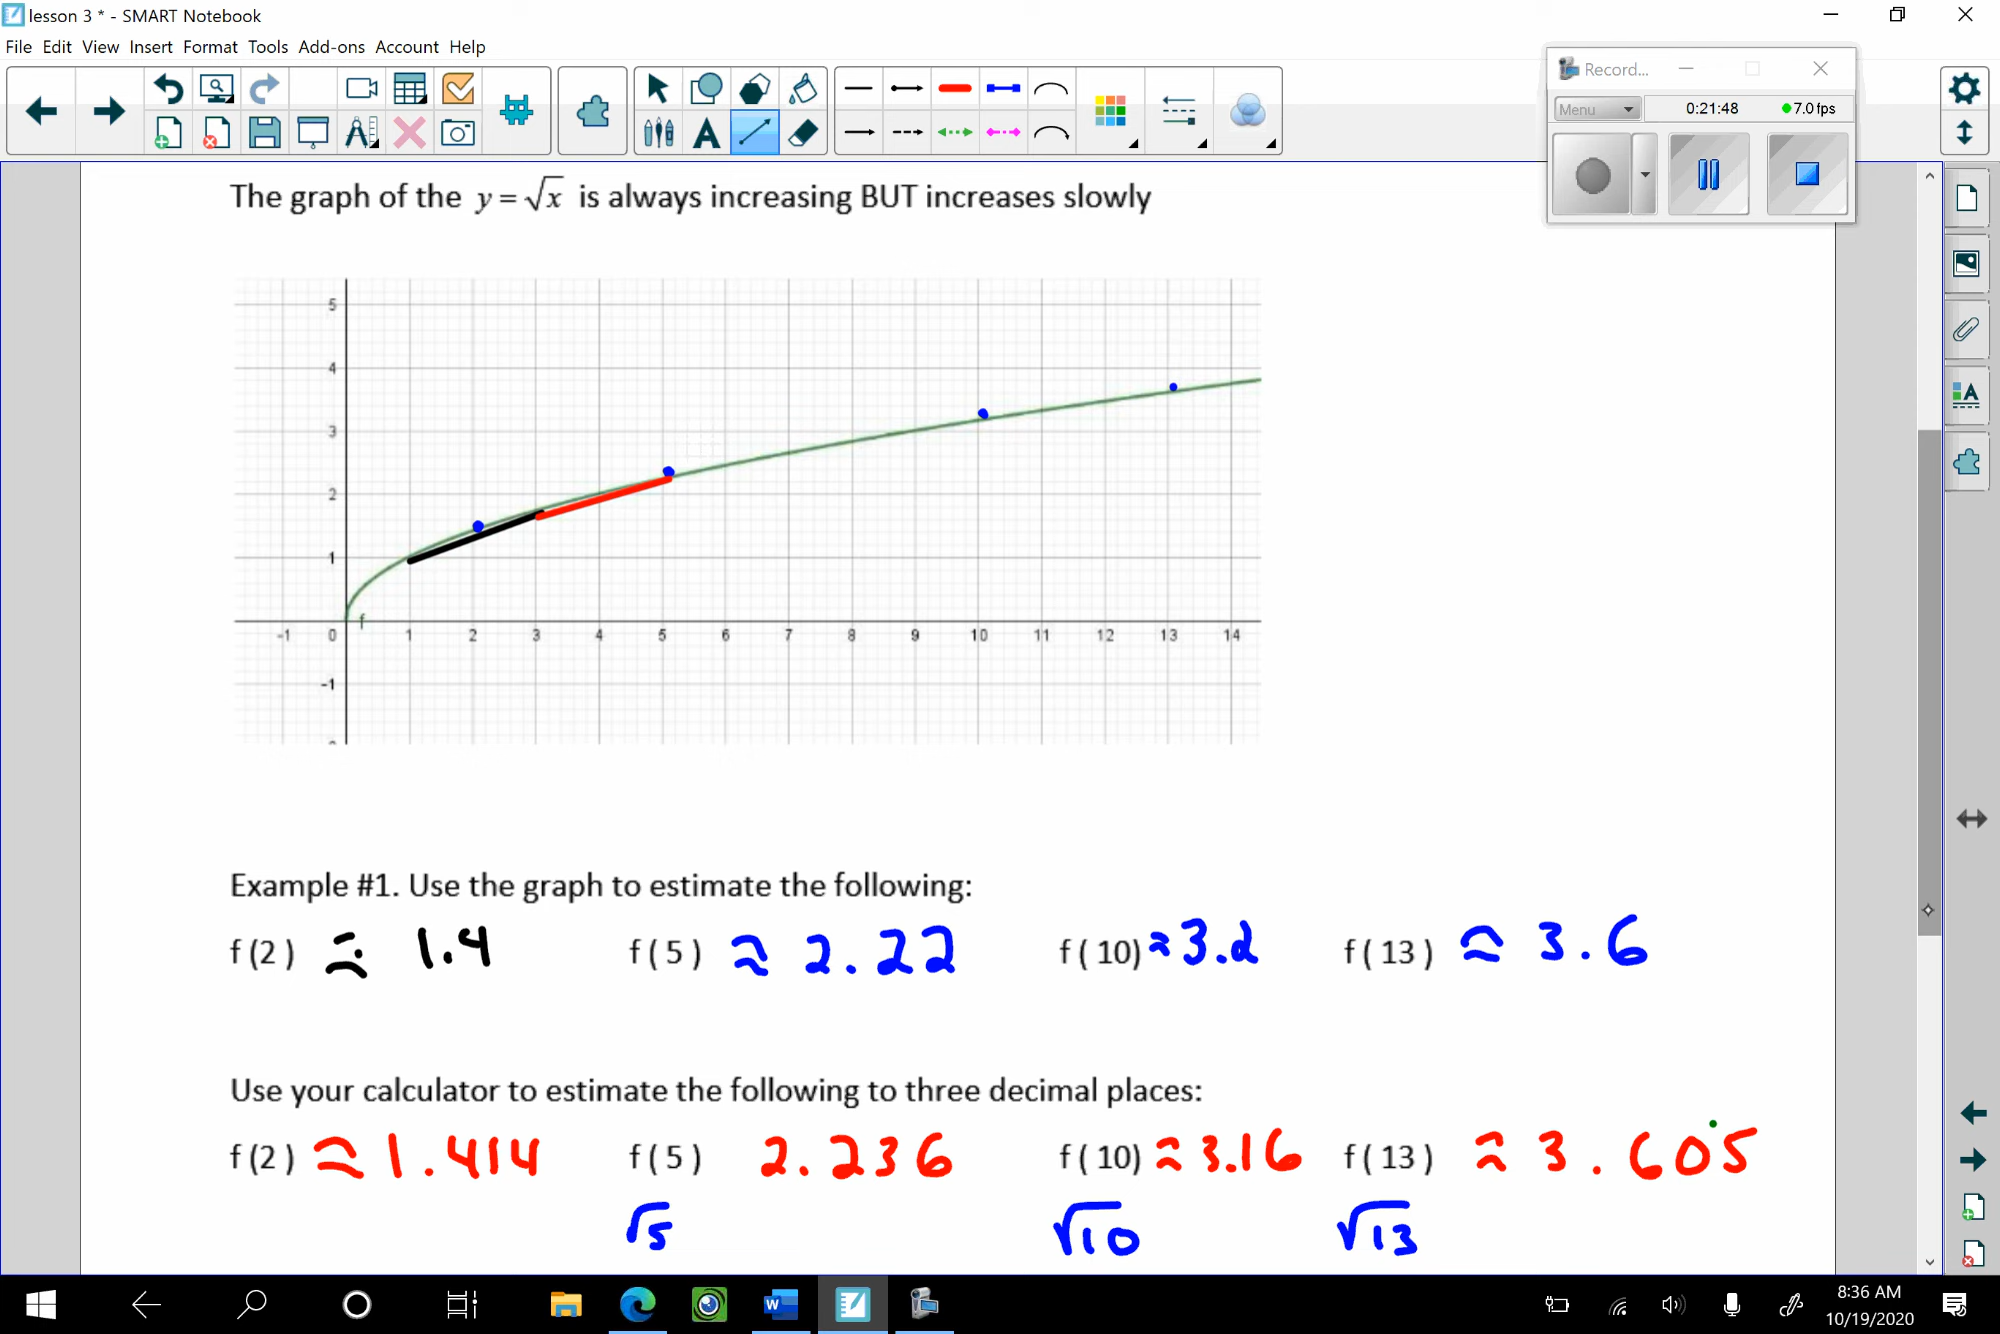 lesson 3 * - SMART Notebook
File Edit View Insert Format Tools Add-ons Account Help
Record...
Menu 0:21:48 7.0 fps
The graph of the y = √x is always increasing BUT increases slowly
5
4
3
2
1
f
-1 0 1 2 3 4 5 6 7 8 9 10 11 12 13 14
-1
Example #1. Use the graph to estimate the following:
f (2) ≈ 1.4 f ( 5 ) ≈ 2.22 f ( 10) ≈ 3.2 f ( 13 ) ≈ 3.6
Use your calculator to estimate the following to three decimal places:
f (2) ≈ 1.414 f ( 5 ) 2.236 f ( 10) ≈ 3.16 f ( 13 ) ≈ 3.605
√5 √10 √13
8:36 AM
10/19/2020